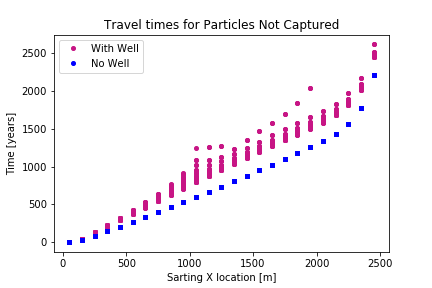 Travel times for Particles Not Captured
With Well
No Well
Time [years]
2500
2000
1500
1000
500
0
0 500 1000 1500 2000 2500
Sarting X location [m]